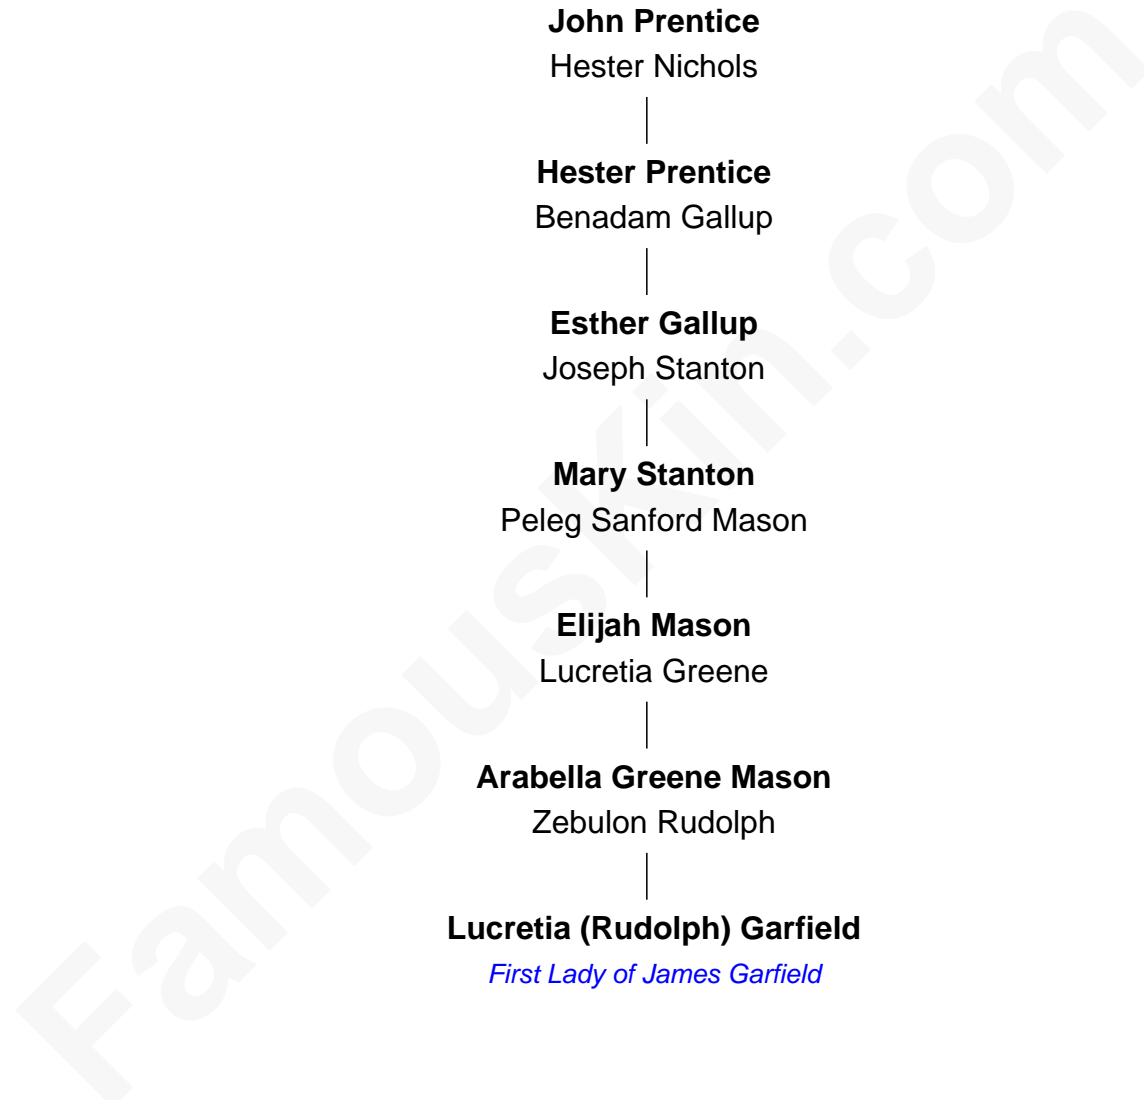 John Prentice
Hester Nichols
Hester Prentice
Benadam Gallup
Esther Gallup
Joseph Stanton
Mary Stanton
Peleg Sanford Mason
Elijah Mason
Lucretia Greene
Arabella Greene Mason
Zebulon Rudolph
Lucretia (Rudolph) Garfield
First Lady of James Garfield
FamousKin.com